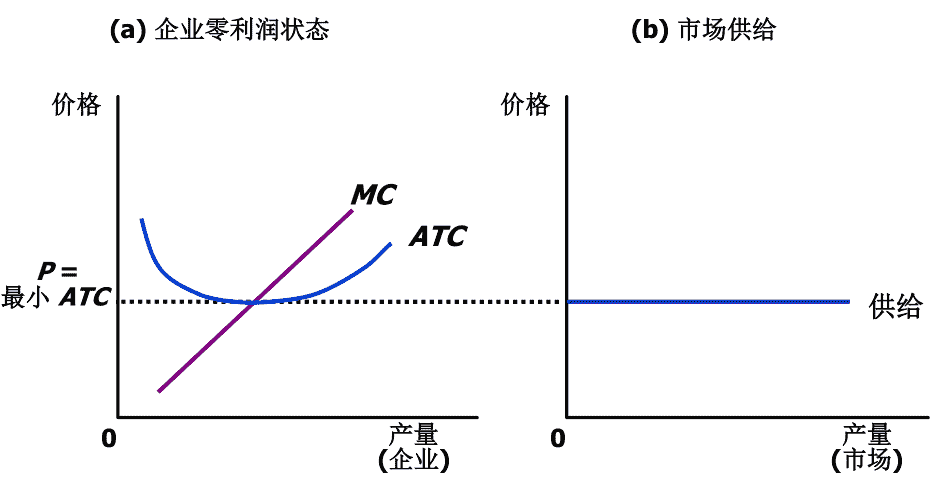 (a) 企业零利润状态
(b) 市场供给
价格
MC
ATC
P =
最小 ATC
0
产量
(企业)
价格
供给
0
产量
(市场)